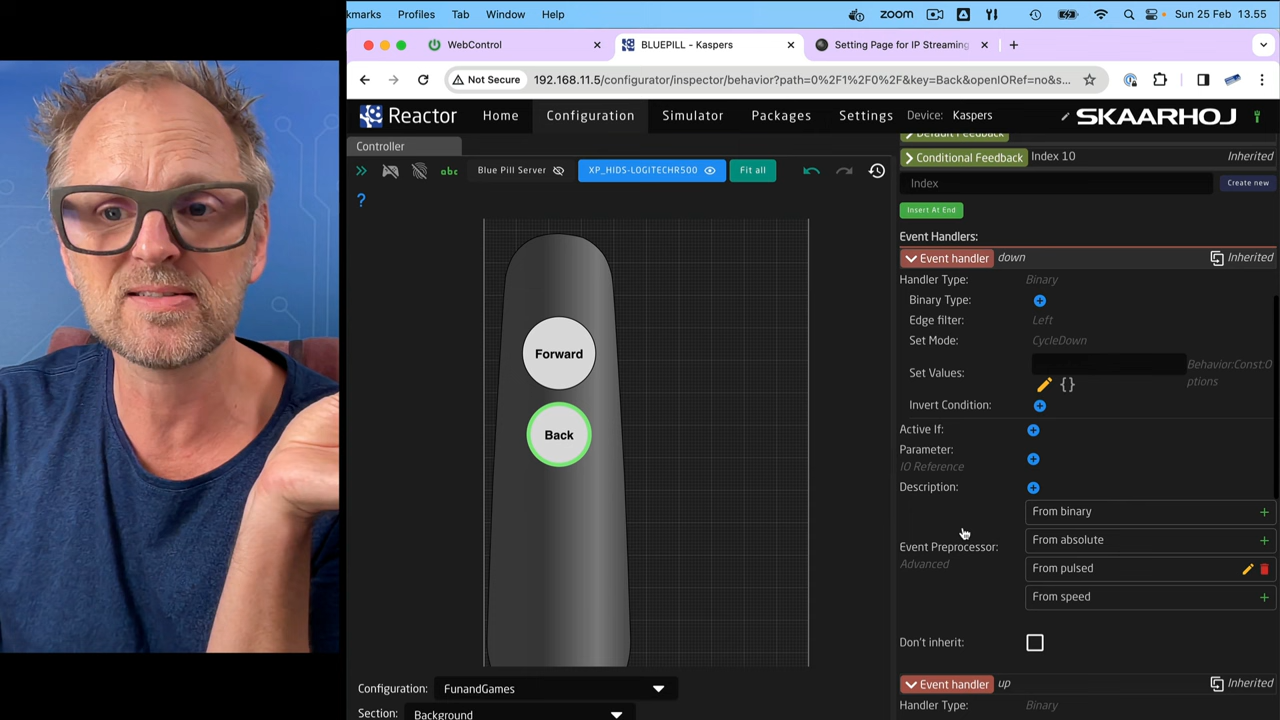 kmarks Profiles Tab Window Help zoom Sun 25 Feb 13.55
WebControl BLUEPILL - Kaspers Setting Page for IP Streaming
Not Secure 192.168.11.5/configurator/inspector/behavior?path=0%2F1%2F0%2F&key=Back&openIORef=no&s...
Reactor Home Configuration Simulator Packages Settings Device: Kaspers SKAARHOJ
Controller
Default Feedback
Conditional Feedback Index 10 Inherited
abc Blue Pill Server XP_HIDS-LOGITECHR500 Fit all
Index Create new
?
Insert At End
Event Handlers:
Event handler down Inherited
Handler Type: Binary
Binary Type:
Edge filter: Left
Set Mode: CycleDown
Set Values: {} Behavior:Const:O
ptions
Invert Condition:
Active If:
Parameter:
IO Reference
Description:
Event Preprocessor:
Advanced
From binary
From absolute
From pulsed
From speed
Don't inherit:
Event handler up Inherited
Handler Type: Binary
Forward
Back
Configuration: FunandGames
Section: Background